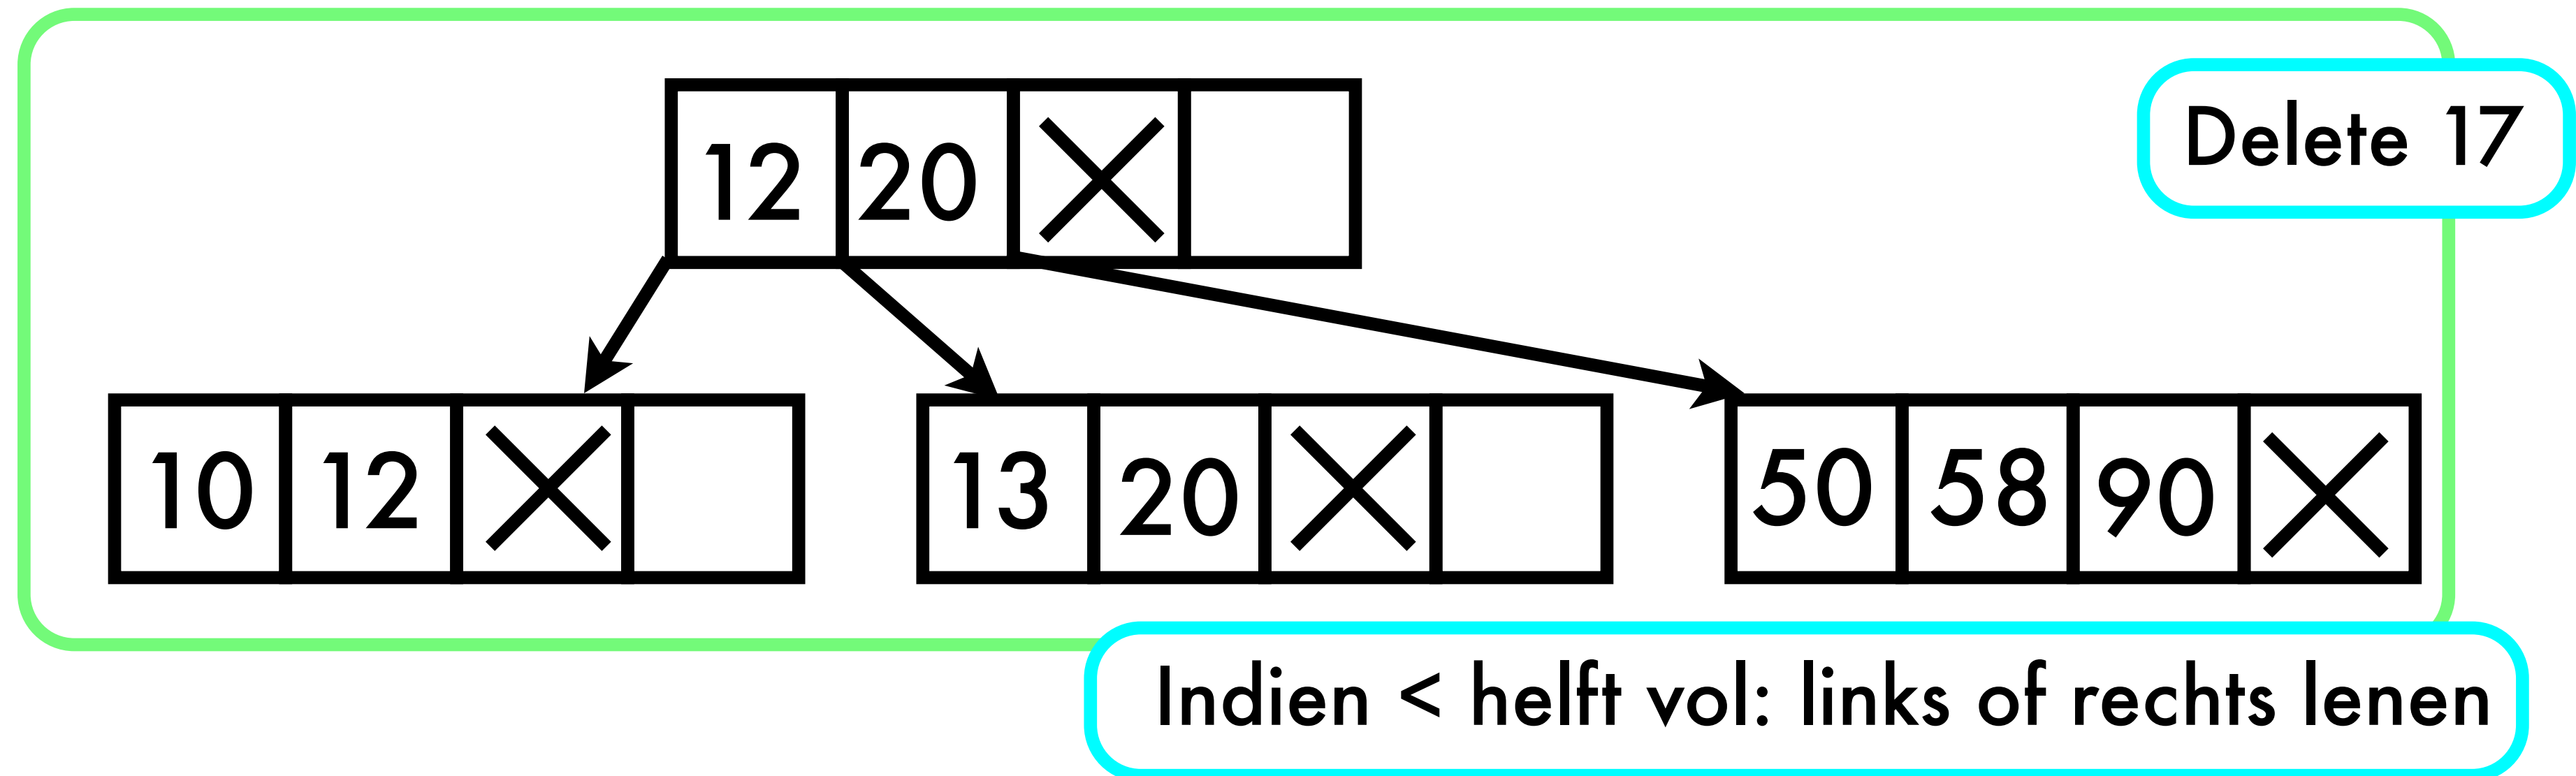 Delete 17
12 20
10 12
13 20
50 58 90
Indien < helft vol: links of rechts lenen